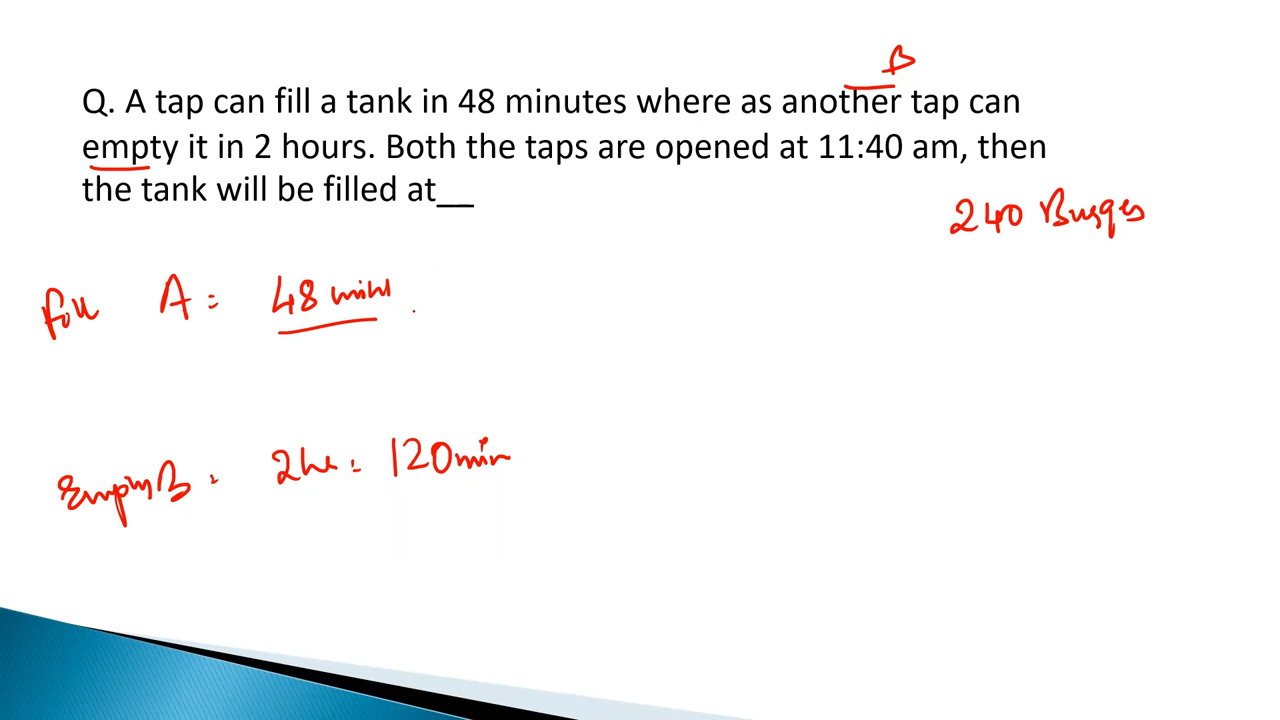 B
Q. A tap can fill a tank in 48 minutes where as another tap can
empty it in 2 hours. Both the taps are opened at 11:40 am, then
the tank will be filled at__
240
fill A = 48 mins
Empty B = 2hr = 120min